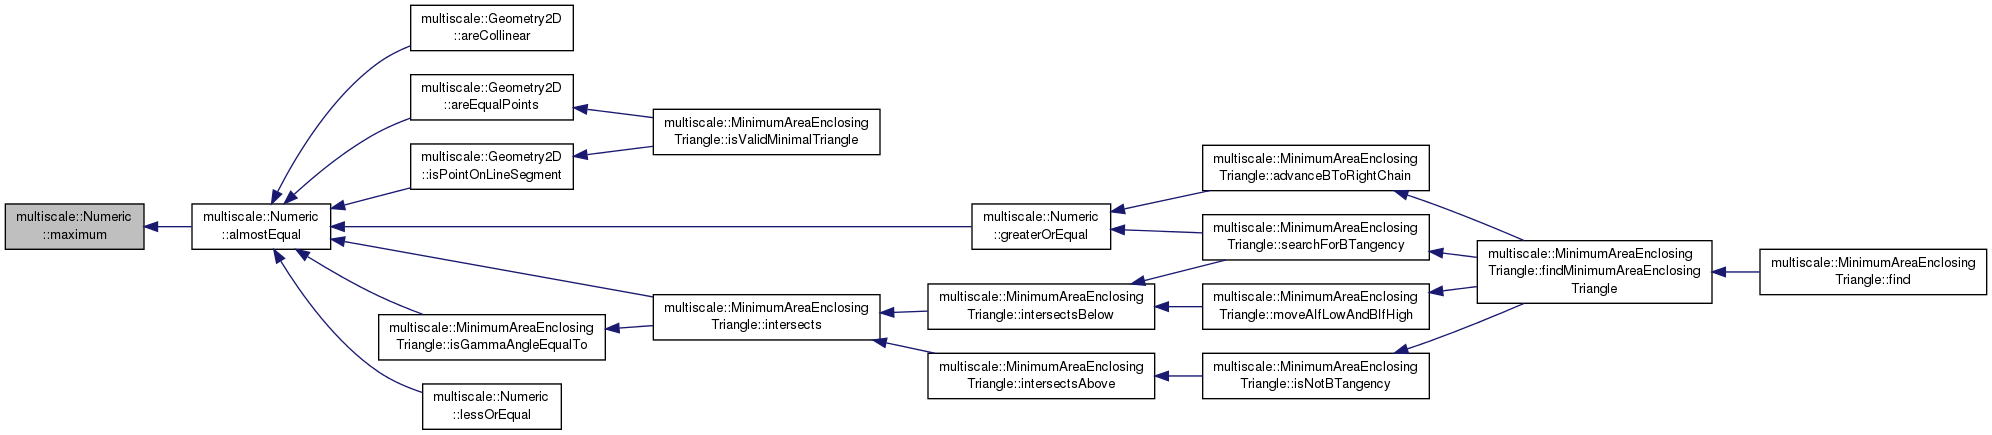 multiscale::Numeric
::maximum
multiscale::Numeric
::almostEqual
multiscale::Geometry2D
::areCollinear
multiscale::Geometry2D
::areEqualPoints
multiscale::Geometry2D
::isPointOnLineSegment
multiscale::MinimumAreaEnclosing
Triangle::isGammaAngleEqualTo
multiscale::Numeric
::lessOrEqual
multiscale::MinimumAreaEnclosing
Triangle::isValidMinimalTriangle
multiscale::MinimumAreaEnclosing
Triangle::intersects
multiscale::Numeric
::greaterOrEqual
multiscale::MinimumAreaEnclosing
Triangle::intersectsBelow
multiscale::MinimumAreaEnclosing
Triangle::intersectsAbove
multiscale::MinimumAreaEnclosing
Triangle::advanceBToRightChain
multiscale::MinimumAreaEnclosing
Triangle::searchForBTangency
multiscale::MinimumAreaEnclosing
Triangle::moveAIfLowAndBIfHigh
multiscale::MinimumAreaEnclosing
Triangle::isNotBTangency
multiscale::MinimumAreaEnclosing
Triangle::findMinimumAreaEnclosing
Triangle
multiscale::MinimumAreaEnclosing
Triangle::find